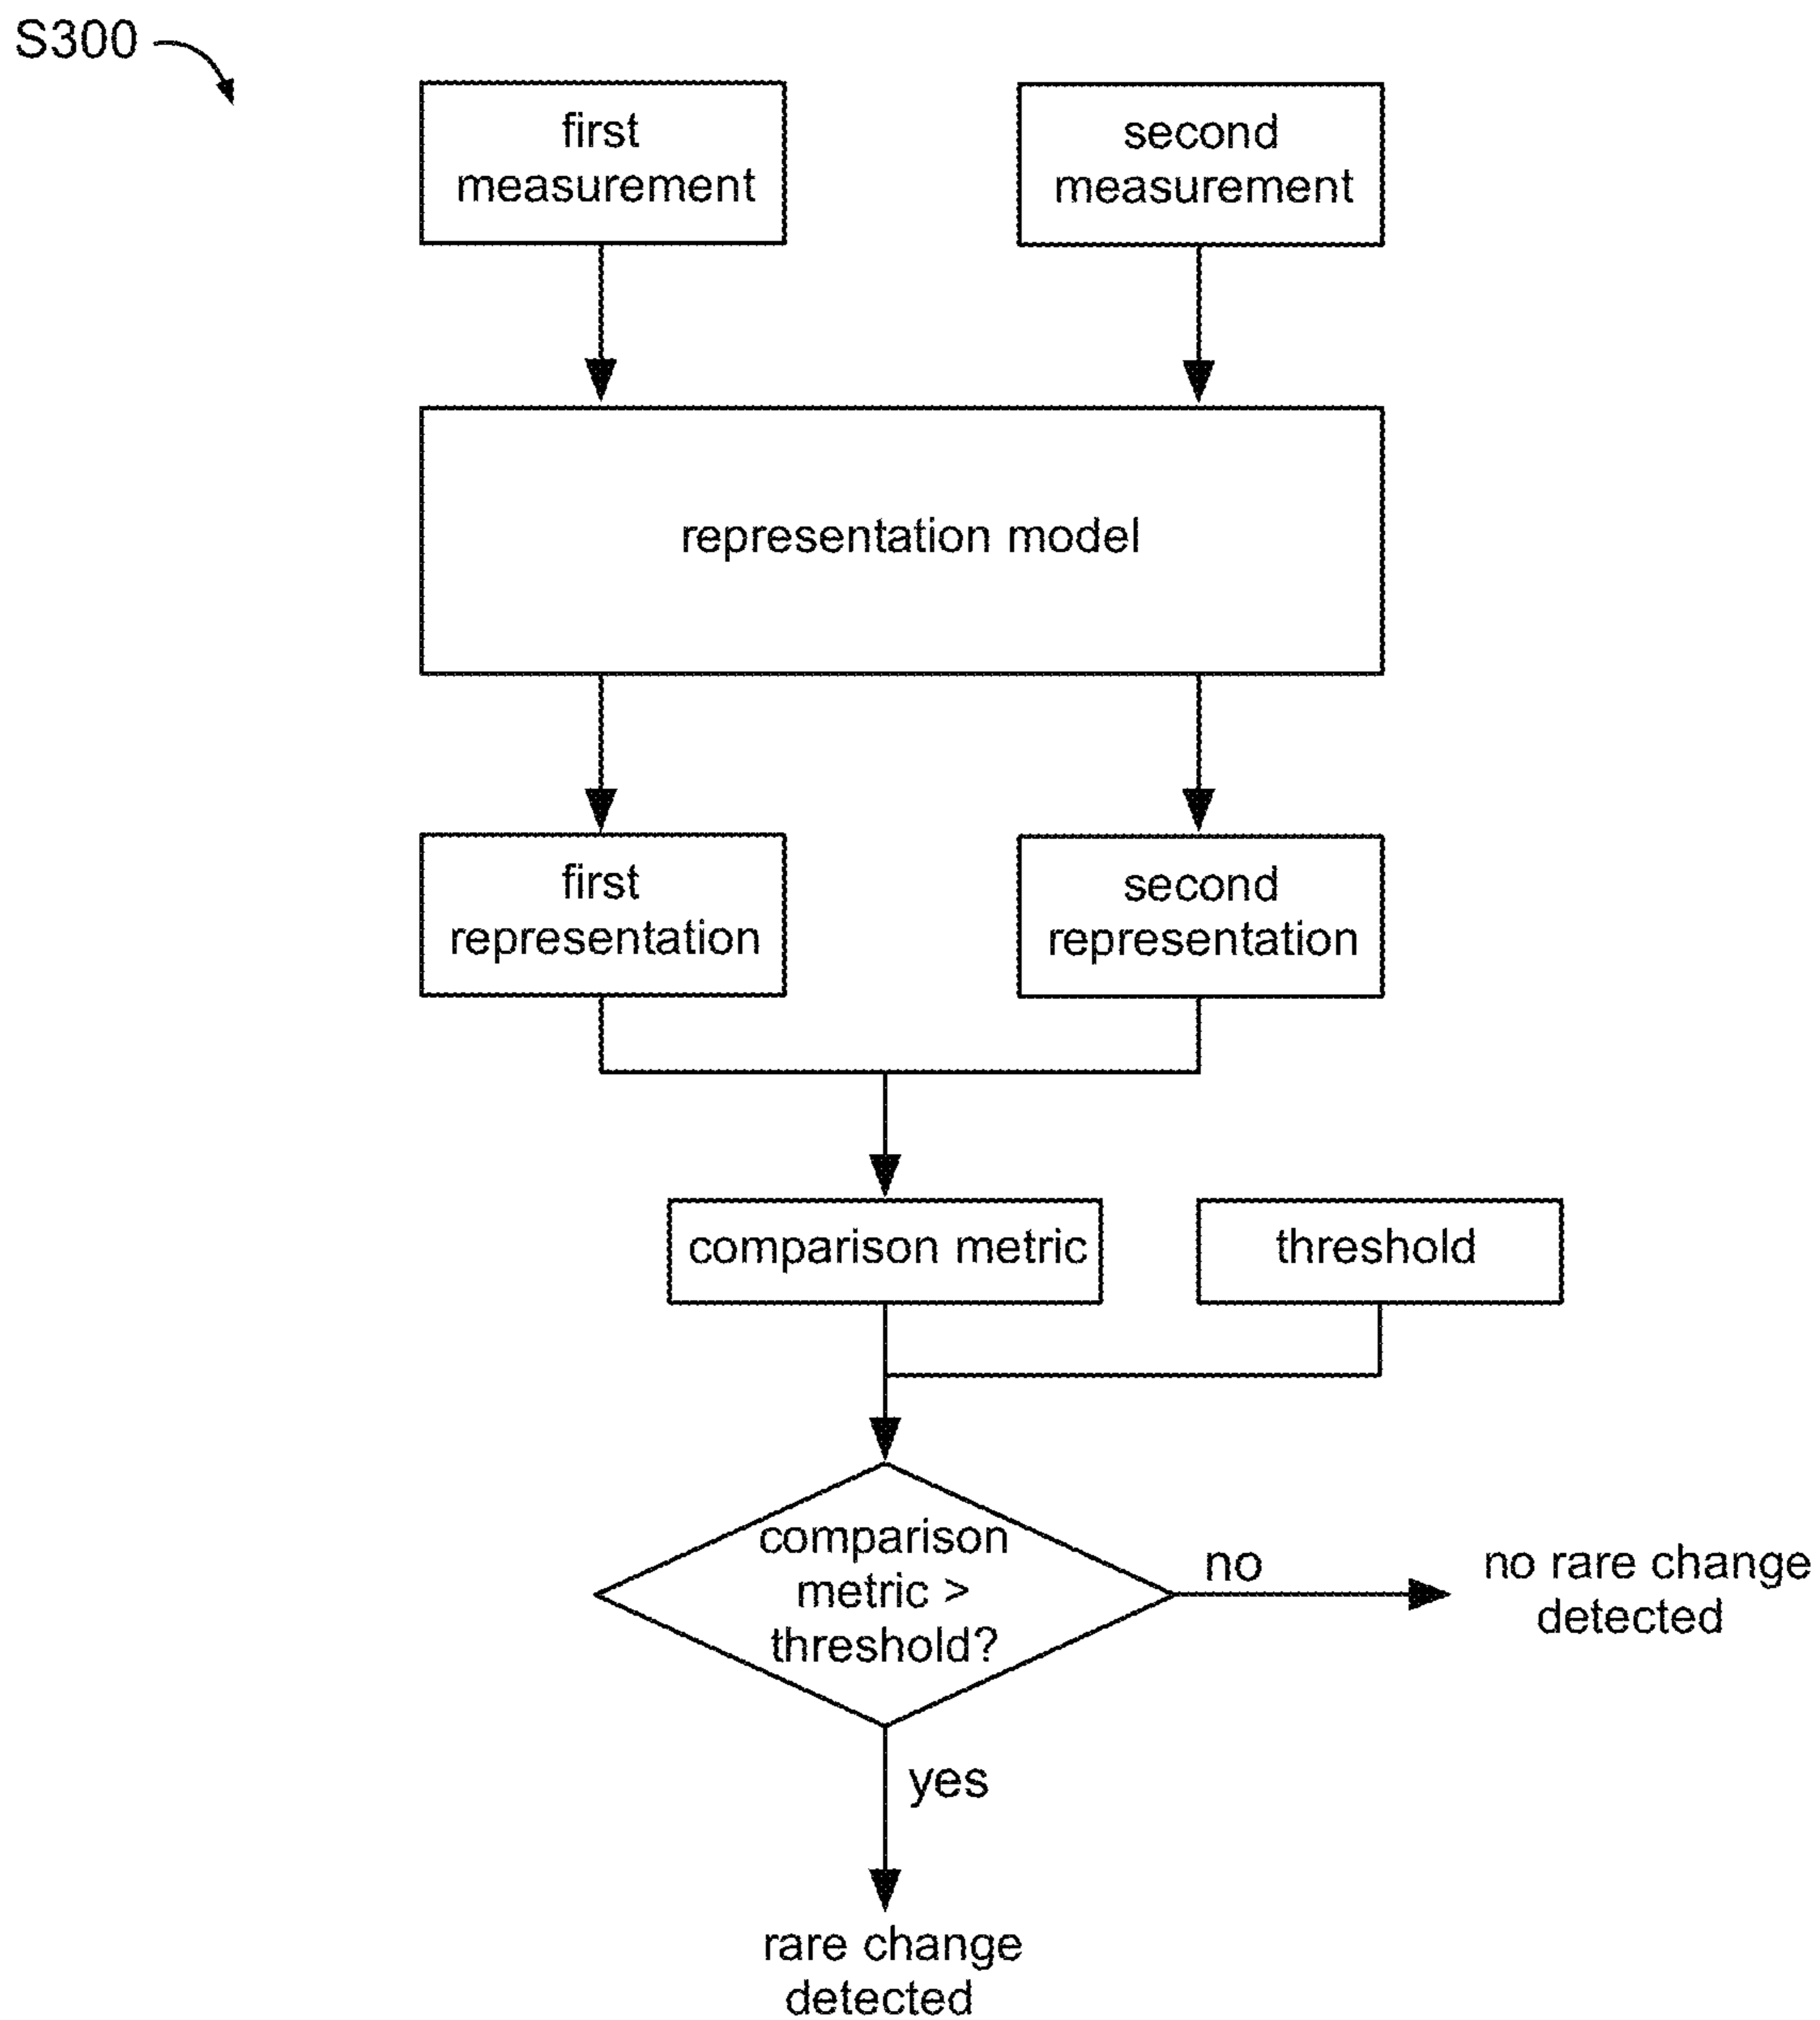 S300
first
measurement
second
measurement
representation model
first
representation
second
representation
comparison metric
threshold
comparison
metric >
threshold?
no
no rare change
detected
yes
rare change
detected